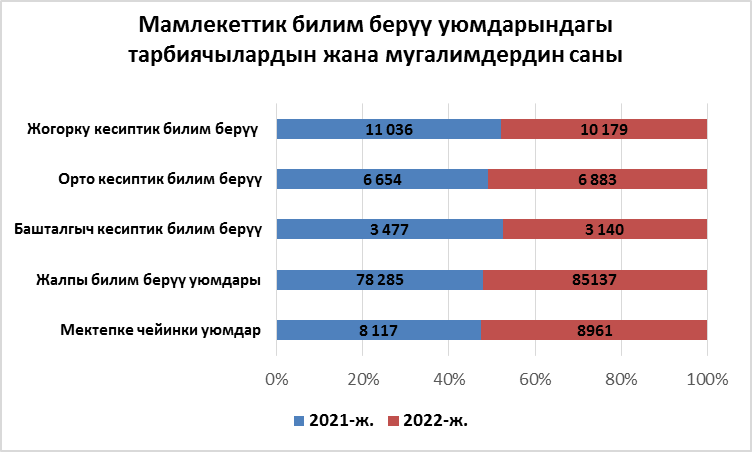 Мамлекеттик билим берүү уюмдарындагы
тарбиячылардын жана мугалимдердин саны
Жогорку кесиптик билим берүү 11 036 10 179
Орто кесиптик билим берүү 6 654 6 883
Башталгыч кесиптик билим берүү 3 477 3 140
Жалпы билим берүү уюмдары 78 285 85137
Мектепке чейинки уюмдар 8 117 8961
0% 20% 40% 60% 80% 100%
2021-ж. 2022-ж.